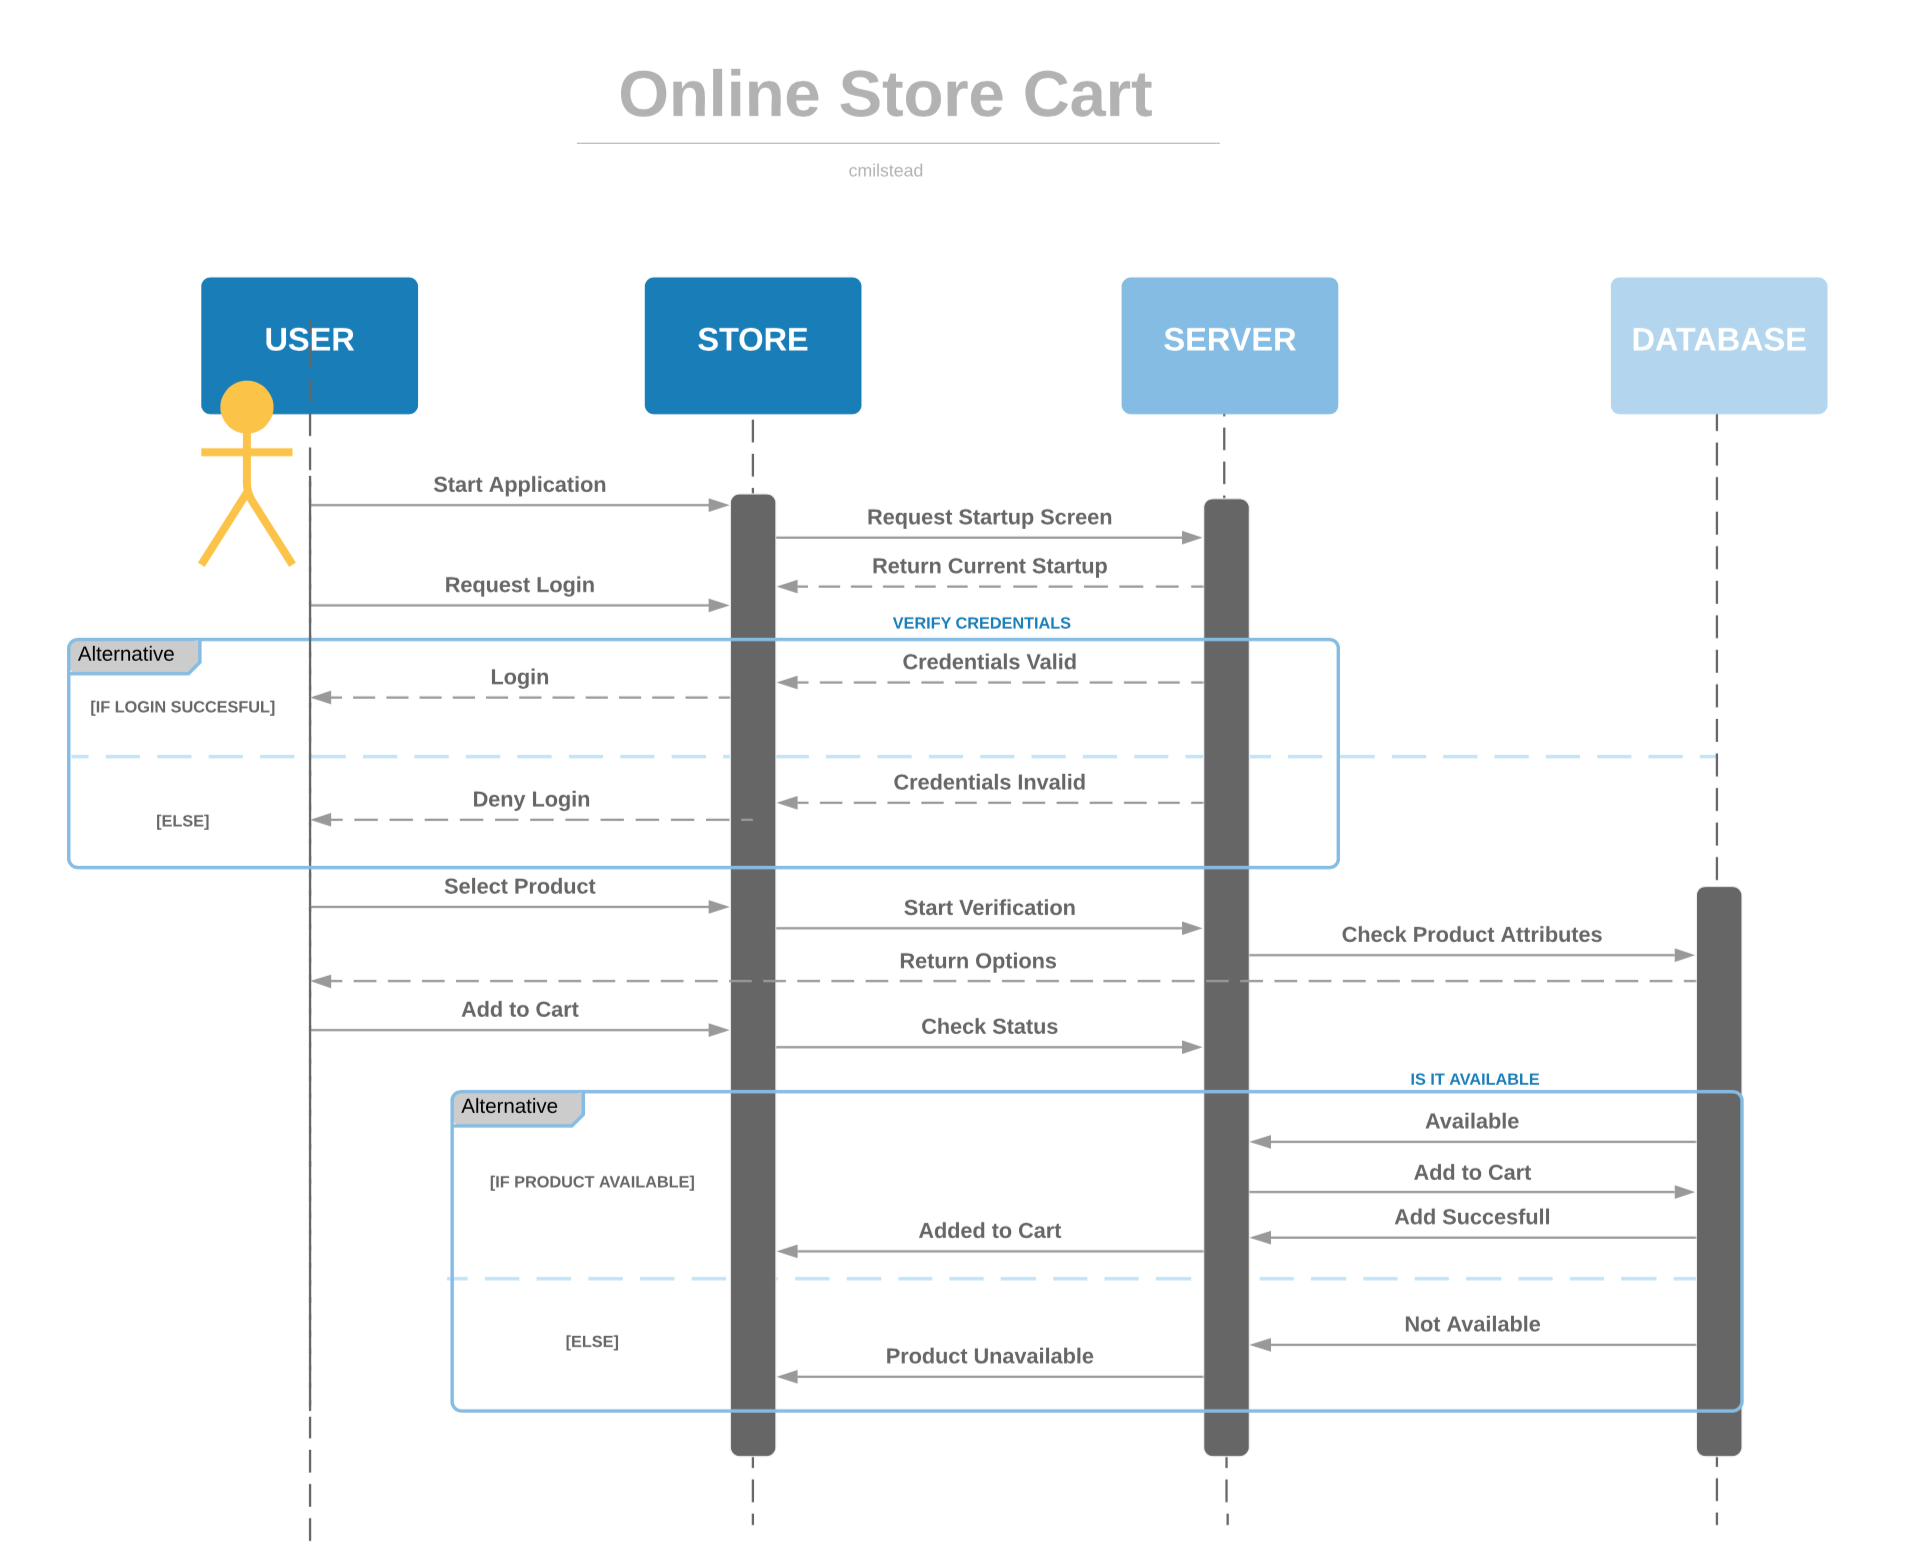 Online Store Cart
cmilstead
USER
STORE
SERVER
DATABASE
Start Application
Request Startup Screen
Return Current Startup
Request Login
VERIFY CREDENTIALS
Alternative
Credentials Valid
Login
[IF LOGIN SUCCESFUL]
Credentials Invalid
Deny Login
[ELSE]
Select Product
Start Verification
Check Product Attributes
Return Options
Add to Cart
Check Status
IS IT AVAILABLE
Alternative
Available
Add to Cart
[IF PRODUCT AVAILABLE]
Add Succesfull
Added to Cart
Not Available
[ELSE]
Product Unavailable